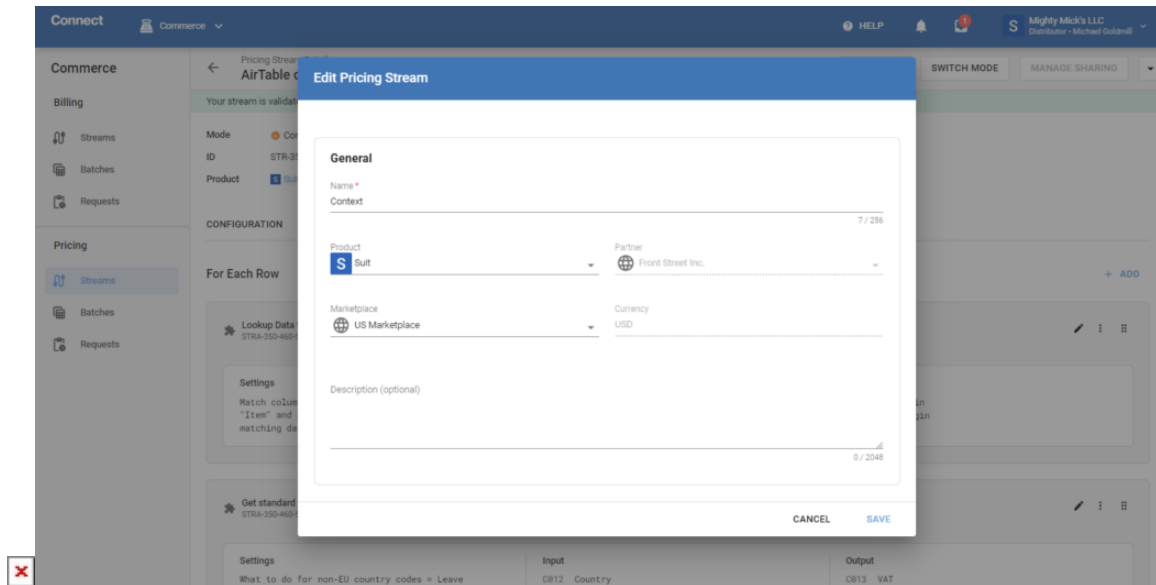 Connect
Commerce
HELP
1
S
Mighty Mick's LLC
Distributor • Michael Goldmill
Commerce
Pricing Stream
AirTable
SWITCH MODE
MANAGE SHARING
Edit Pricing Stream
Billing
Your stream is validat
Streams
Batches
Requests
Mode
Cor
ID
STR-35
Product
S Sui
CONFIGURATION
General
Name *
Context
7 / 256
Pricing
Streams
Batches
Requests
For Each Row
+ ADD
Product
S Suit
Partner
Front Street Inc.
Marketplace
US Marketplace
Currency
USD
Lookup Data
STRA-350-460-
Settings
Match colum
"Item" and
matching da
in
gin
Description (optional)
0 / 2048
Get standard
STRA-350-460-
CANCEL
SAVE
Settings
Input
Output
What to do for non-EU country codes = Leave
C012 Country
C013 VAT